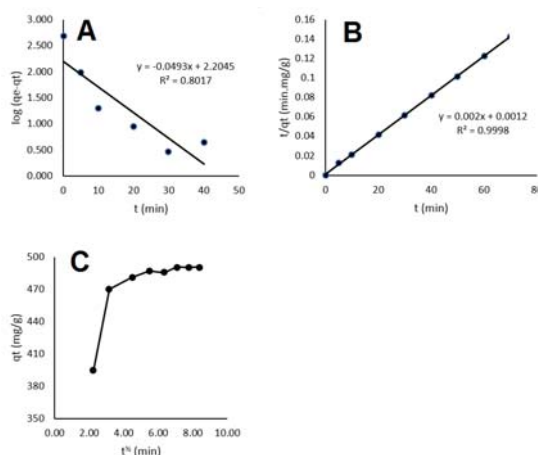 A
3.000
2.500
2.000
1.500
1.000
0.500
0.000
log (qe-qt)
y = -0.0493x + 2.2045
R² = 0.8017
0 10 20 30 40 50
t (min)
B
0.16
0.14
0.12
0.1
0.08
0.06
0.04
0.02
0
t/qt (min.mg/g)
y = 0.002x + 0.0012
R² = 0.9998
0 20 40 60 80
t (min)
C
500
470
440
410
380
350
qt (mg/g)
0.00 2.00 4.00 6.00 8.00 10.00
t^½ (min)